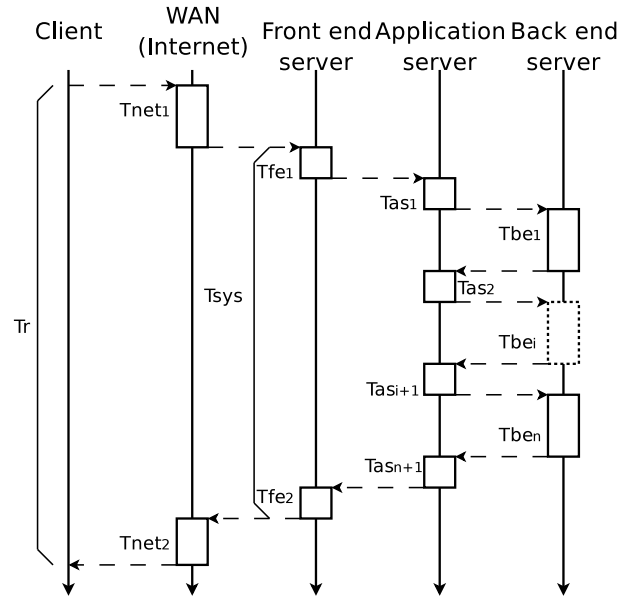 Client
WAN
(Internet)
Front end
server
Application
server
Back end
server
Tnet1
Tfe1
Tas1
Tbe1
Tas2
Tsys
Tr
Tbei
Tasi+1
Tben
Tasn+1
Tfe2
Tnet2